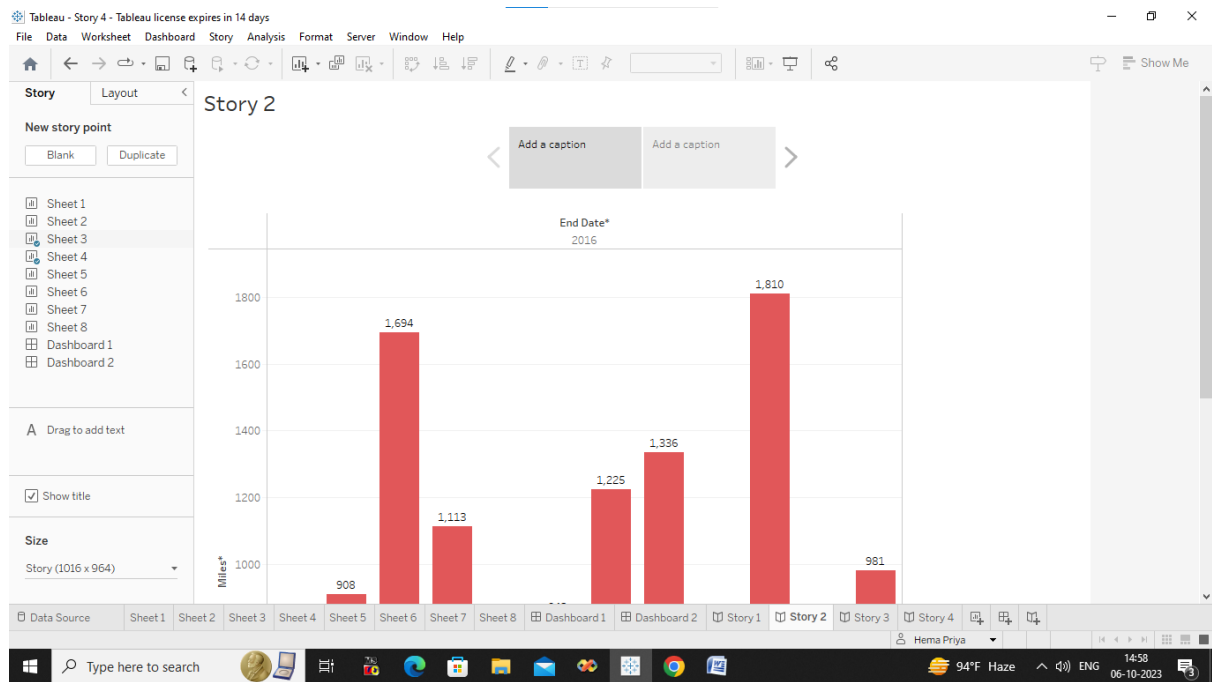 Tableau - Story 4 - Tableau license expires in 14 days
File Data Worksheet Dashboard Story Analysis Format Server Window Help
Show Me
Story Layout
Story 2
New story point
Blank Duplicate
Add a caption Add a caption
Sheet 1
Sheet 2
Sheet 3
Sheet 4
Sheet 5
Sheet 6
Sheet 7
Sheet 8
Dashboard 1
Dashboard 2
A Drag to add text
Show title
Size
Story (1016 x 964)
End Date*
2016
1,810
1800
1,694
1600
1400
1,336
1,225
1200
1,113
1000
981
908
Miles*
Data Source Sheet 1 Sheet 2 Sheet 3 Sheet 4 Sheet 5 Sheet 6 Sheet 7 Sheet 8 Dashboard 1 Dashboard 2 Story 1 Story 2 Story 3 Story 4
Hema Priya
Type here to search
94°F Haze
ENG
14:58
06-10-2023
3